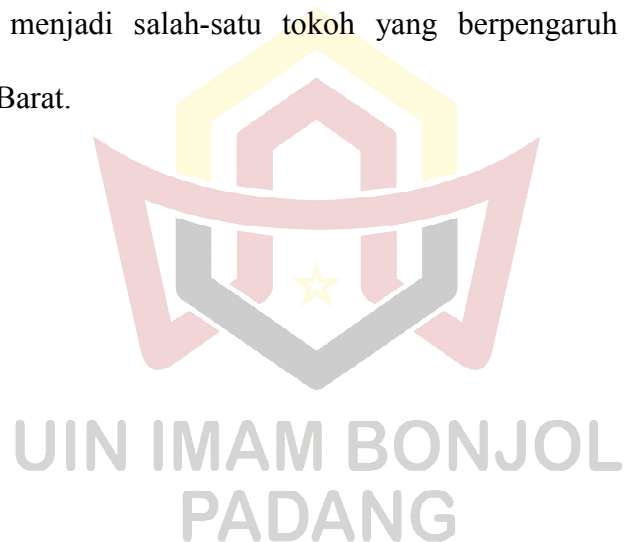 menjadi salah-satu tokoh yang berpengaruh
Barat.
UIN IMAM BONJOL
PADANG